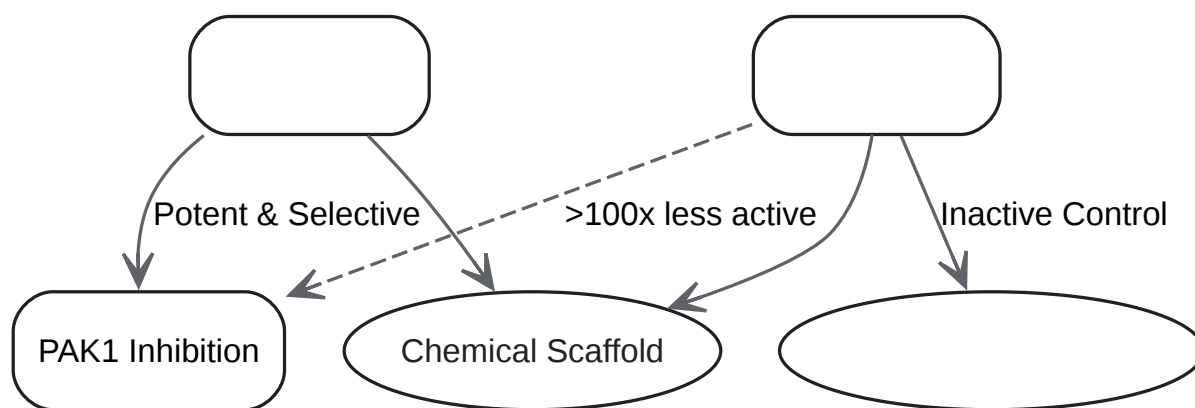 Potent & Selective
>100x less active
Inactive Control
PAK1 Inhibition
Chemical Scaffold